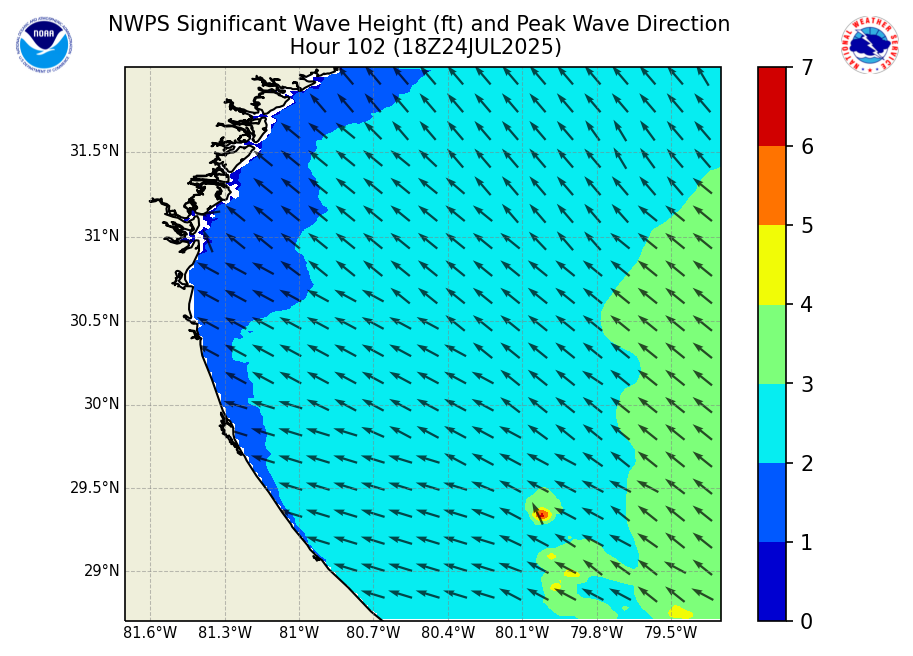 NWPS Significant Wave Height (ft) and Peak Wave Direction
Hour 102 (18Z24JUL2025)
NOAA
NATIONAL WEATHER SERVICE
31.5°N
31°N
30.5°N
30°N
29.5°N
29°N
81.6°W 81.3°W 81°W 80.7°W 80.4°W 80.1°W 79.8°W 79.5°W
7
6
5
4
3
2
1
0